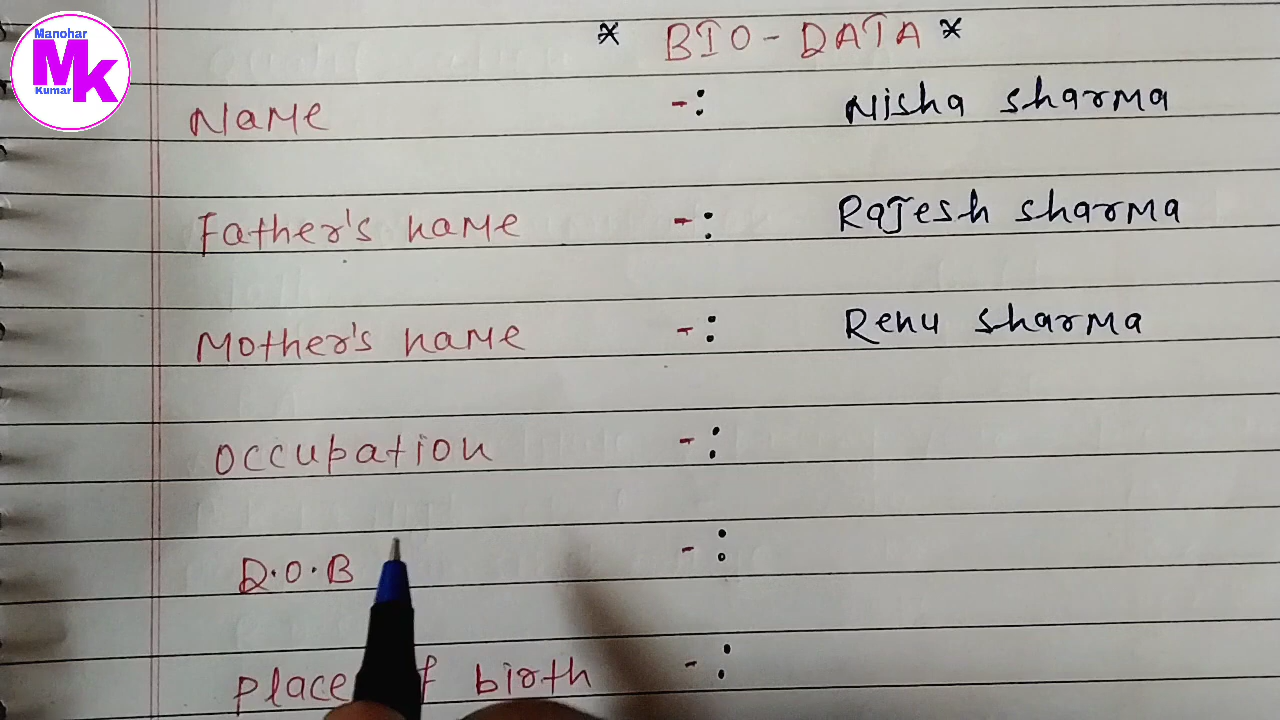 Manohar
MK
Kumar
* BIO-DATA *
Name -: Nisha sharma
Father's name -: Rajesh sharma
Mother's name -: Renu sharma
Occupation -:
D.O.B -:
Place of birth -: